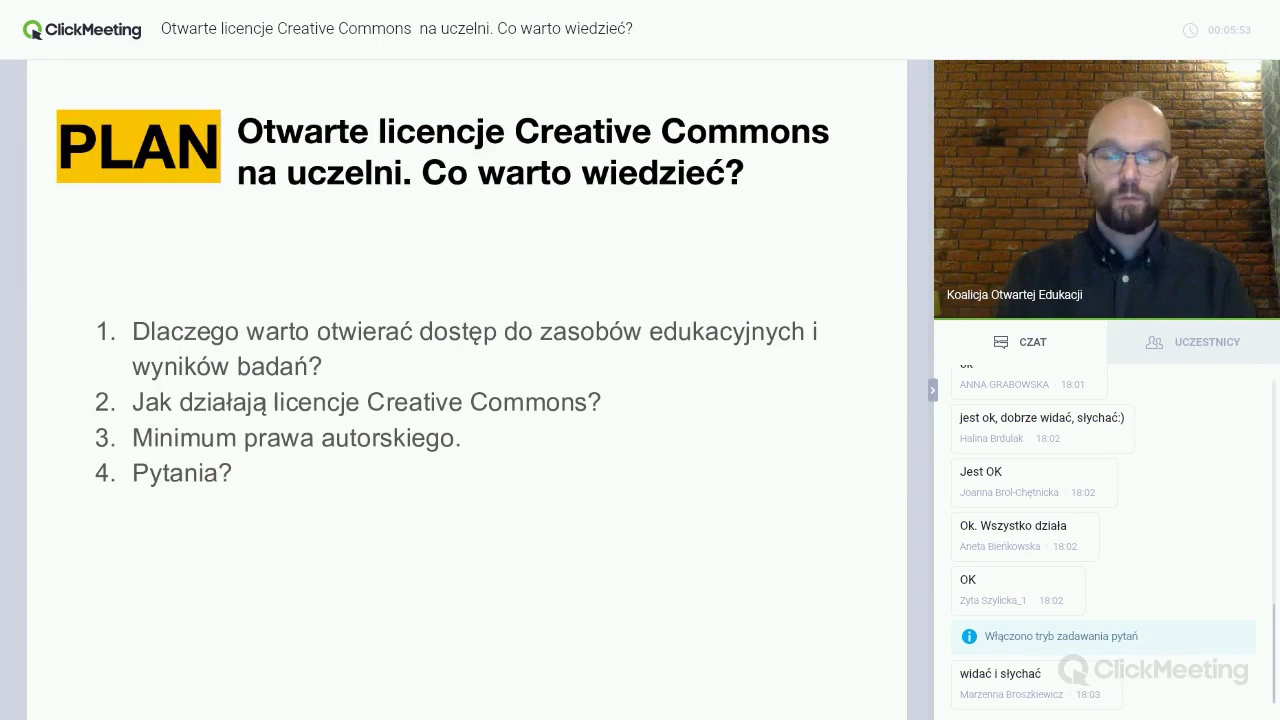 ClickMeeting
Otwarte licencje Creative Commons na uczelni. Co warto wiedzieć?
00:05:53
PLAN
Otwarte licencje Creative Commons
na uczelni. Co warto wiedzieć?
1. Dlaczego warto otwierać dostęp do zasobów edukacyjnych i
wyników badań?
2. Jak działają licencje Creative Commons?
3. Minimum prawa autorskiego.
4. Pytania?
Koalicja Otwartej Edukacji
CZAT
UCZESTNICY
ok
ANNA GRABOWSKA 18:01
jest ok, dobrze widać, słychać:)
Halina Brdulak 18:02
Jest OK
Joanna Brol-Chętnicka 18:02
Ok. Wszystko działa
Aneta Bieńkowska 18:02
OK
Zyta Szylicka_1 18:02
Włączono tryb zadawania pytań
widać i słychać
Marzenna Broszkiewicz 18:03
ClickMeeting